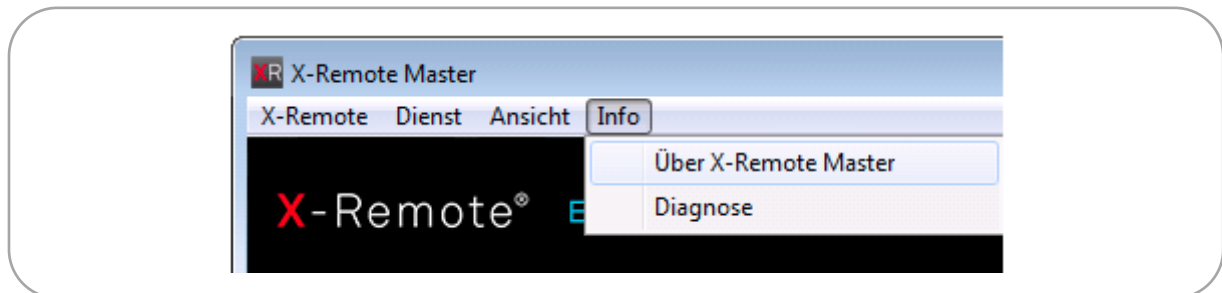 XR X-Remote Master
X-Remote Dienst Ansicht Info
Über X-Remote Master
Diagnose
X-Remote®